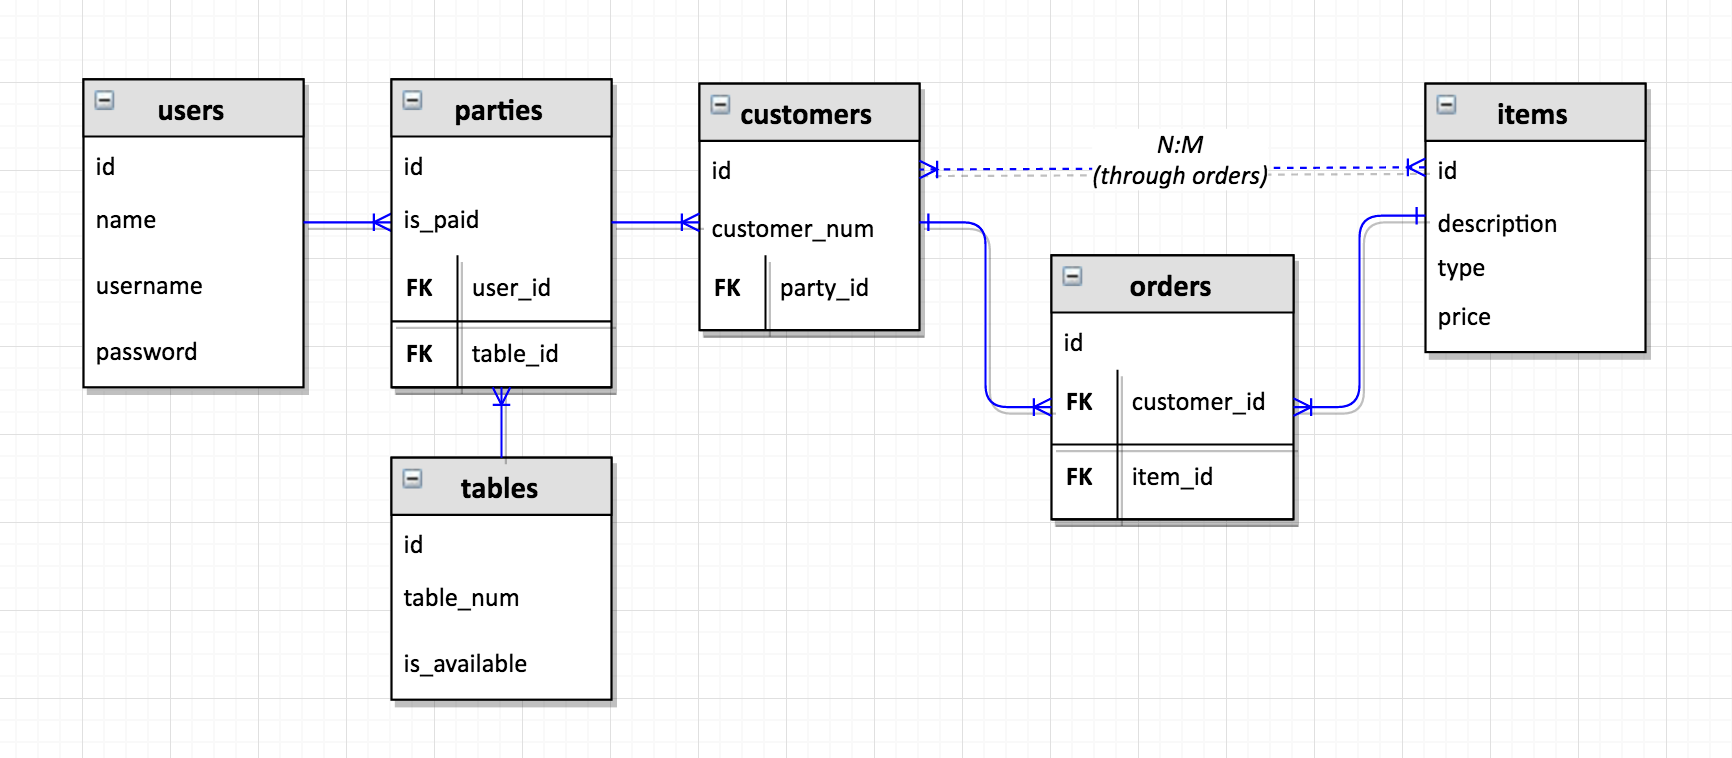 users
id
name
username
password
parties
id
is_paid
FK user_id
FK table_id
customers
id
customer_num
FK party_id
N:M
(through orders)
items
id
description
type
price
orders
id
FK customer_id
FK item_id
tables
id
table_num
is_available